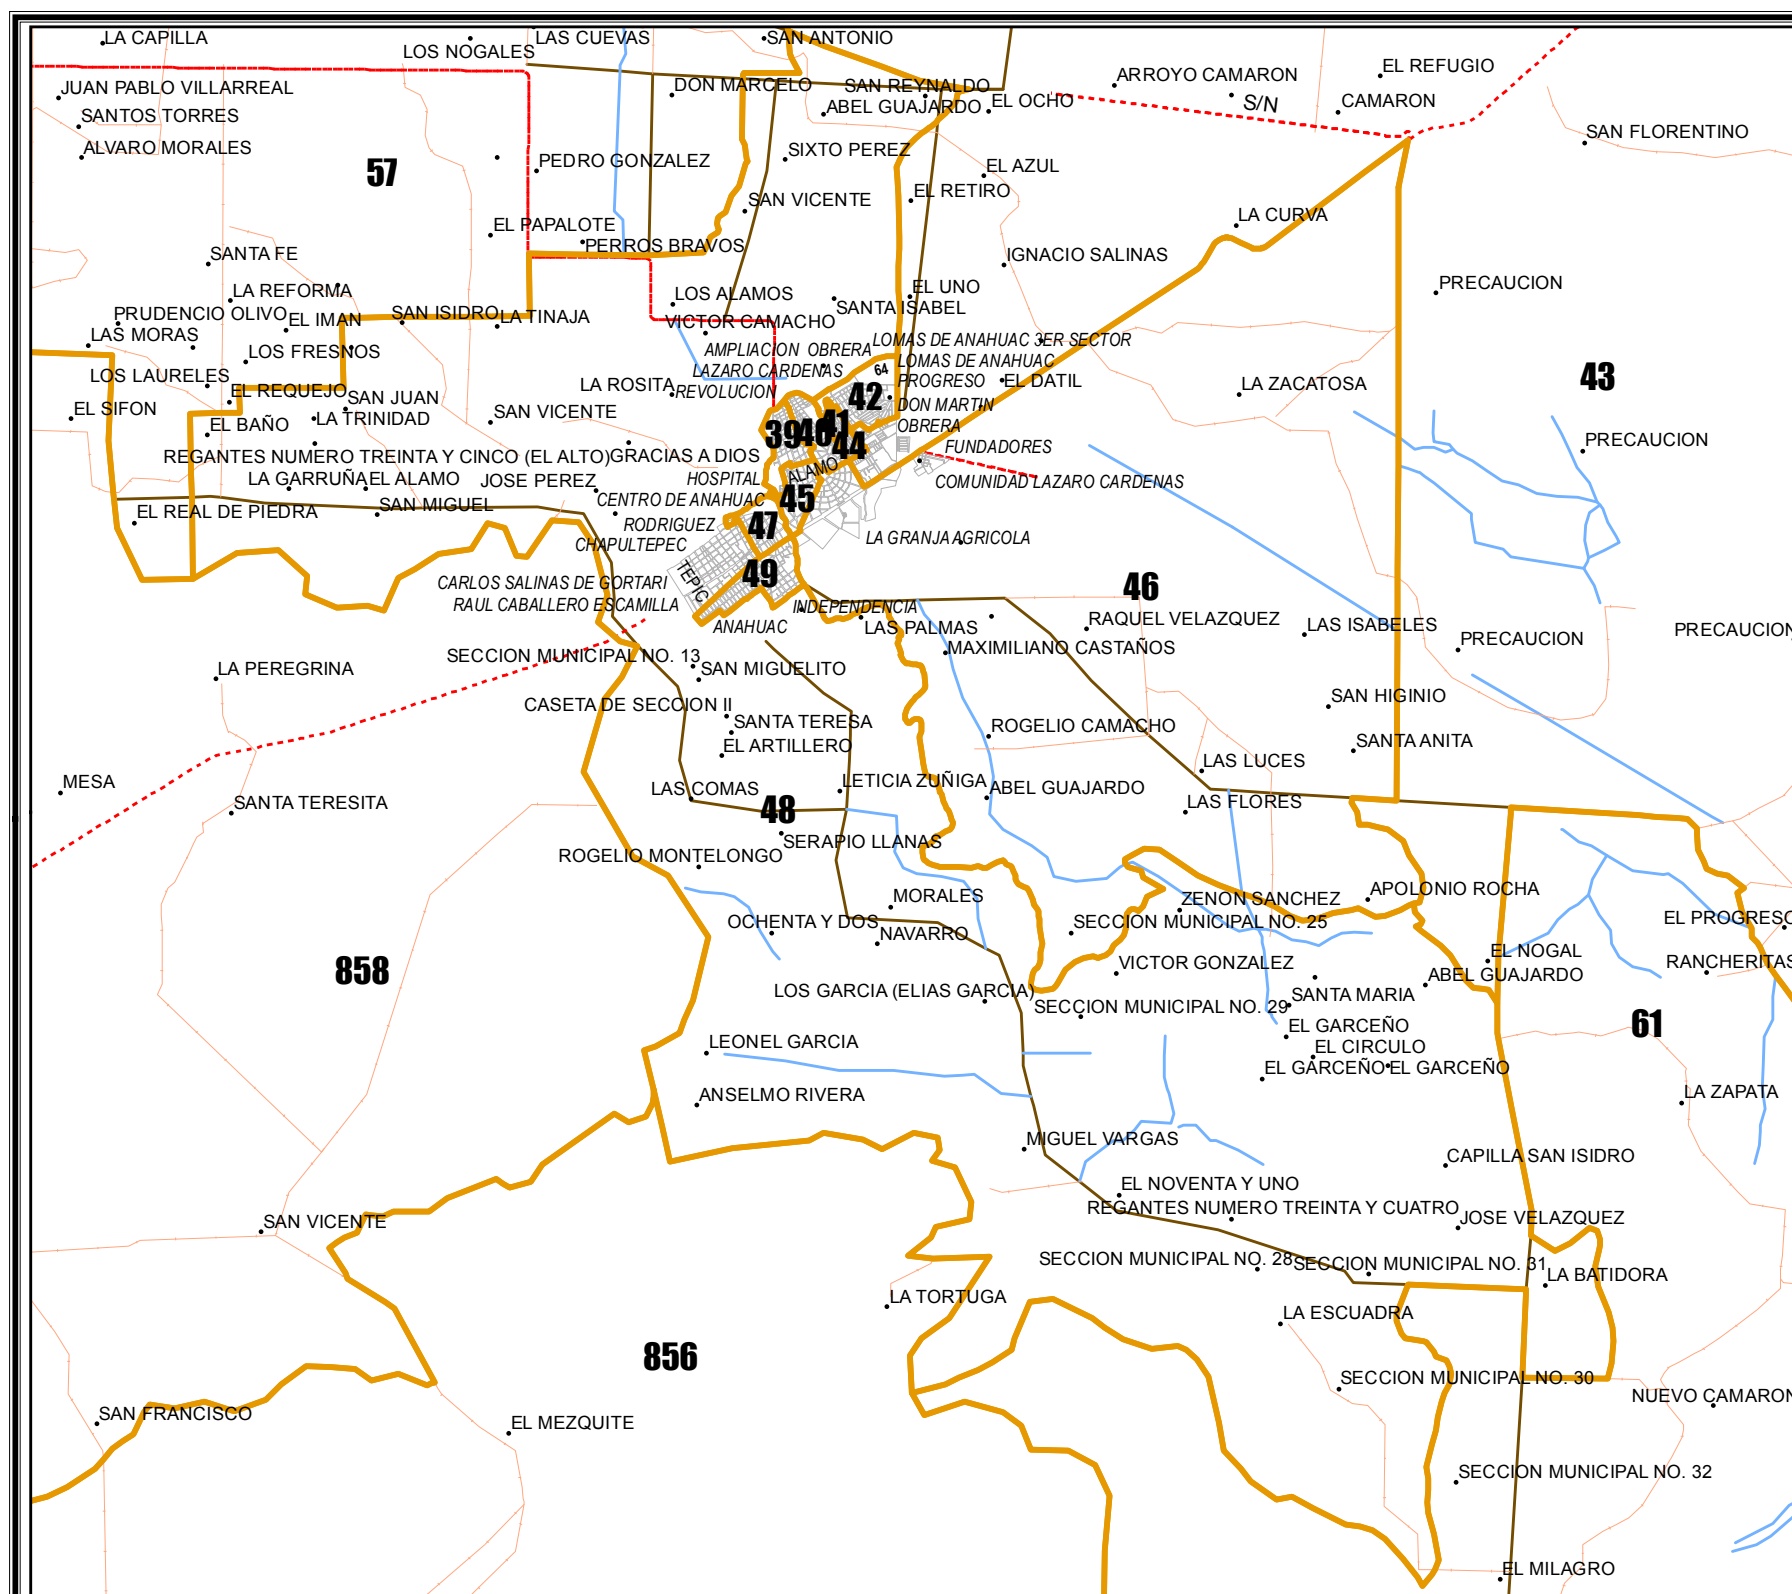 LA CAPILLA
LOS NOGALES
LAS CUEVAS
SAN ANTONIO
JUAN PABLO VILLARREAL
DON MARCELO
SAN REYNALDO
ARROYO CAMARON
EL REFUGIO
SANTOS TORRES
ABEL GUAJARDO
EL OCHO
S/N
CAMARON
ALVARO MORALES
57
PEDRO GONZALEZ
SIXTO PEREZ
EL AZUL
SAN FLORENTINO
SAN VICENTE
EL RETIRO
EL PAPALOTE
PERROS BRAVOS
LA CURVA
SANTA FE
IGNACIO SALINAS
LA REFORMA
LOS ALAMOS
SANTA ISABEL
EL UNO
PRECAUCION
PRUDENCIO OLIVO
EL IMAN
SAN ISIDRO
LA TINAJA
VICTOR CAMACHO
LAS MORAS
LOS FRESNOS
AMPLIACION OBRERA
LOMAS DE ANAHUAC 3ER SECTOR
LOS LAURELES
LAZARO CARDENAS
64
LOMAS DE ANAHUAC
EL REQUEJO
SAN JUAN
LA ROSITA
REVOLUCION
42
PROGRESO
EL DATIL
LA ZACATOSA
43
EL SIFON
EL BAÑO
LA TRINIDAD
SAN VICENTE
39
40
41
44
DON MARTIN
OBRERA
PRECAUCION
REGANTES NUMERO TREINTA Y CINCO (EL ALTO)
GRACIAS A DIOS
FUNDADORES
LA GARRUÑA
EL ALAMO
JOSE PEREZ
HOSPITAL
ALAMO
COMUNIDAD LAZARO CARDENAS
EL REAL DE PIEDRA
SAN MIGUEL
CENTRO DE ANAHUAC
45
RODRIGUEZ
47
CHAPULTEPEC
LA GRANJA AGRICOLA
CARLOS SALINAS DE GORTARI
TEPIC
49
46
RAUL CABALLERO ESCAMILLA
INDEPENDENCIA
ANAHUAC
LAS PALMAS
RAQUEL VELAZQUEZ
LAS ISABELES
PRECAUCION
PRECAUCION
LA PEREGRINA
SECCION MUNICIPAL NO. 13
SAN MIGUELITO
MAXIMILIANO CASTAÑOS
CASETA DE SECCION II
SANTA TERESA
SAN HIGINIO
EL ARTILLERO
ROGELIO CAMACHO
SANTA ANITA
MESA
LAS COMAS
LETICIA ZUÑIGA
ABEL GUAJARDO
LAS LUCES
SANTA TERESITA
48
LAS FLORES
SERAPIO LLANAS
ROGELIO MONTELONGO
MORALES
ZENON SANCHEZ
APOLONIO ROCHA
OCHENTA Y DOS
NAVARRO
SECCION MUNICIPAL NO. 25
EL PROGRESO
858
VICTOR GONZALEZ
EL NOGAL
ABEL GUAJARDO
RANCHERITAS
LOS GARCIA (ELIAS GARCIA)
SANTA MARIA
SECCION MUNICIPAL NO. 29
61
LEONEL GARCIA
EL GARCEÑO
EL CIRCULO
EL GARCEÑO
EL GARCEÑO
ANSELMO RIVERA
LA ZAPATA
MIGUEL VARGAS
CAPILLA SAN ISIDRO
EL NOVENTA Y UNO
SAN VICENTE
REGANTES NUMERO TREINTA Y CUATRO
JOSE VELAZQUEZ
SECCION MUNICIPAL NO. 28
SECCION MUNICIPAL NO. 31
LA BATIDORA
LA TORTUGA
LA ESCUADRA
856
SECCION MUNICIPAL NO. 30
NUEVO CAMARON
SAN FRANCISCO
EL MEZQUITE
SECCION MUNICIPAL NO. 32
EL MILAGRO